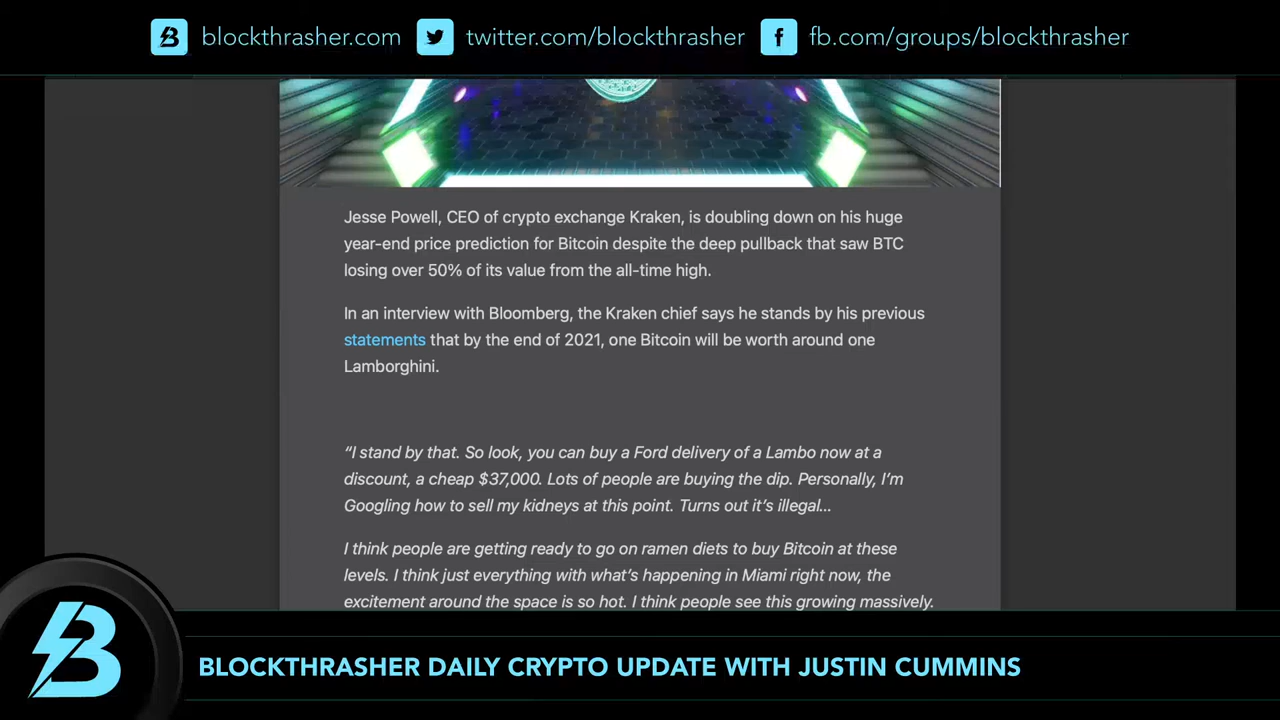 blockthrasher.com twitter.com/blockthrasher fb.com/groups/blockthrasher
Jesse Powell, CEO of crypto exchange Kraken, is doubling down on his huge
year-end price prediction for Bitcoin despite the deep pullback that saw BTC
losing over 50% of its value from the all-time high.
In an interview with Bloomberg, the Kraken chief says he stands by his previous
statements that by the end of 2021, one Bitcoin will be worth around one
Lamborghini.
“I stand by that. So look, you can buy a Ford delivery of a Lambo now at a
discount, a cheap $37,000. Lots of people are buying the dip. Personally, I’m
Googling how to sell my kidneys at this point. Turns out it’s illegal…
I think people are getting ready to go on ramen diets to buy Bitcoin at these
levels. I think just everything with what’s happening in Miami right now, the
excitement around the space is so hot. I think people see this growing massively.
BLOCKTHRASHER DAILY CRYPTO UPDATE WITH JUSTIN CUMMINS